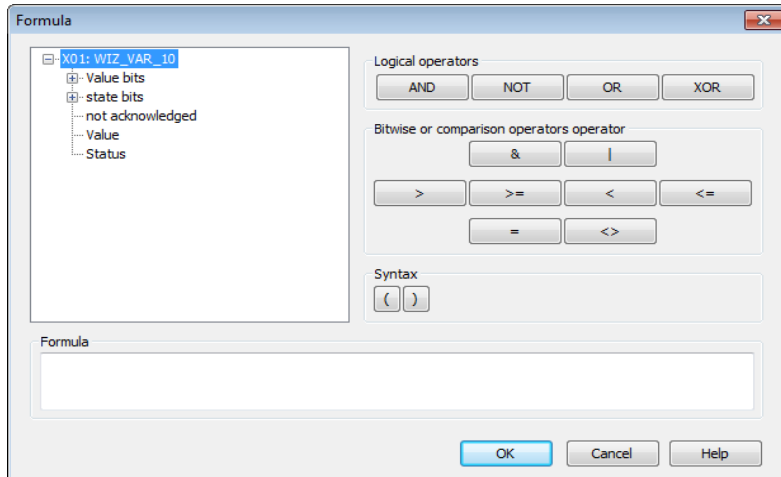 Formula
X01: WIZ_VAR_10
Value bits
state bits
not acknowledged
Value
Status
Logical operators
AND NOT OR XOR
Bitwise or comparison operators operator
& |
> >= < <=
= <>
Syntax
( )
Formula
OK Cancel Help